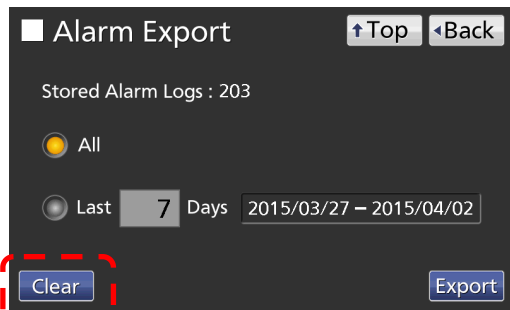 Alarm Export
Top
Back
Stored Alarm Logs : 203
All
Last 7 Days 2015/03/27 – 2015/04/02
Clear
Export